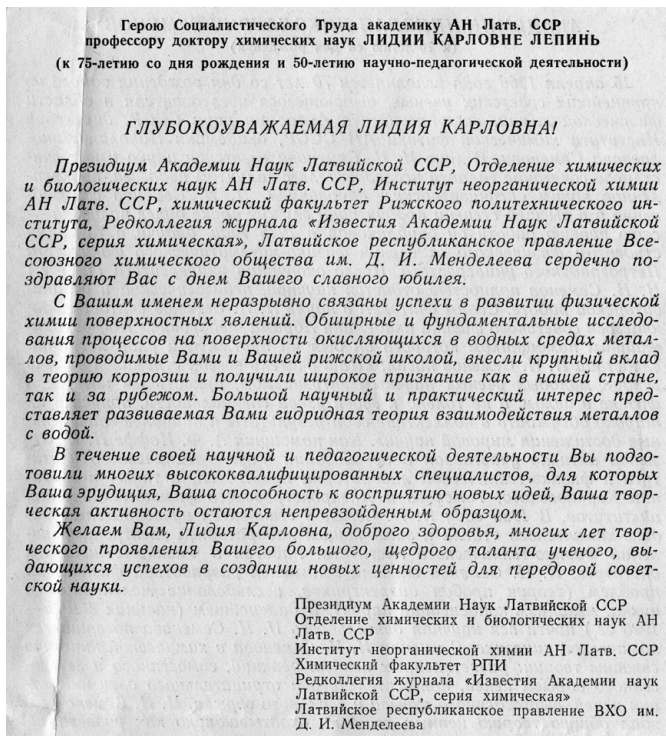 Герою Социалистического Труда академику АН Латв. ССР
профессору доктору химических наук ЛИДИИ КАРЛОВНЕ ЛЕПИНЬ
(к 75-летию со дня рождения и 50-летию научно-педагогической деятельности)
ГЛУБОКОУВАЖАЕМАЯ ЛИДИЯ КАРЛОВНА!
Президиум Академии Наук Латвийской ССР, Отделение химических
и биологических наук АН Латв. ССР, Институт неорганической химии
АН Латв. ССР, химический факультет Рижского политехнического ин-
ститута, Редколлегия журнала «Известия Академии Наук Латвийской
ССР, серия химическая», Латвийское республиканское правление Все-
союзного химического общества им. Д. И. Менделеева сердечно по-
здравляют Вас с днем Вашего славного юбилея.
С Вашим именем неразрывно связаны успехи в развитии физической
химии поверхностных явлений. Обширные и фундаментальные исследо-
вания процессов на поверхности окисляющихся в водных средах метал-
лов, проводимые Вами и Вашей рижской школой, внесли крупный вклад
в теорию коррозии и получили широкое признание как в нашей стране,
так и за рубежом. Большой научный и практический интерес пред-
ставляет развиваемая Вами гидридная теория взаимодействия металлов
с водой.
В течение своей научной и педагогической деятельности Вы подго-
товили многих высококвалифицированных специалистов, для которых
Ваша эрудиция, Ваша способность к восприятию новых идей, Ваша твор-
ческая активность остаются непревзойденным образцом.
Желаем Вам, Лидия Карловна, доброго здоровья, многих лет твор-
ческого проявления Вашего большого, щедрого таланта ученого, вы-
дающихся успехов в создании новых ценностей для передовой совет-
ской науки.
Президиум Академии Наук Латвийской ССР
Отделение химических и биологических наук АН
Латв. ССР
Институт неорганической химии АН Латв. ССР
Химический факультет РПИ
Редколлегия журнала «Известия Академии наук
Латвийской ССР, серия химическая»
Латвийское республиканское правление ВХО им.
Д. И. Менделеева